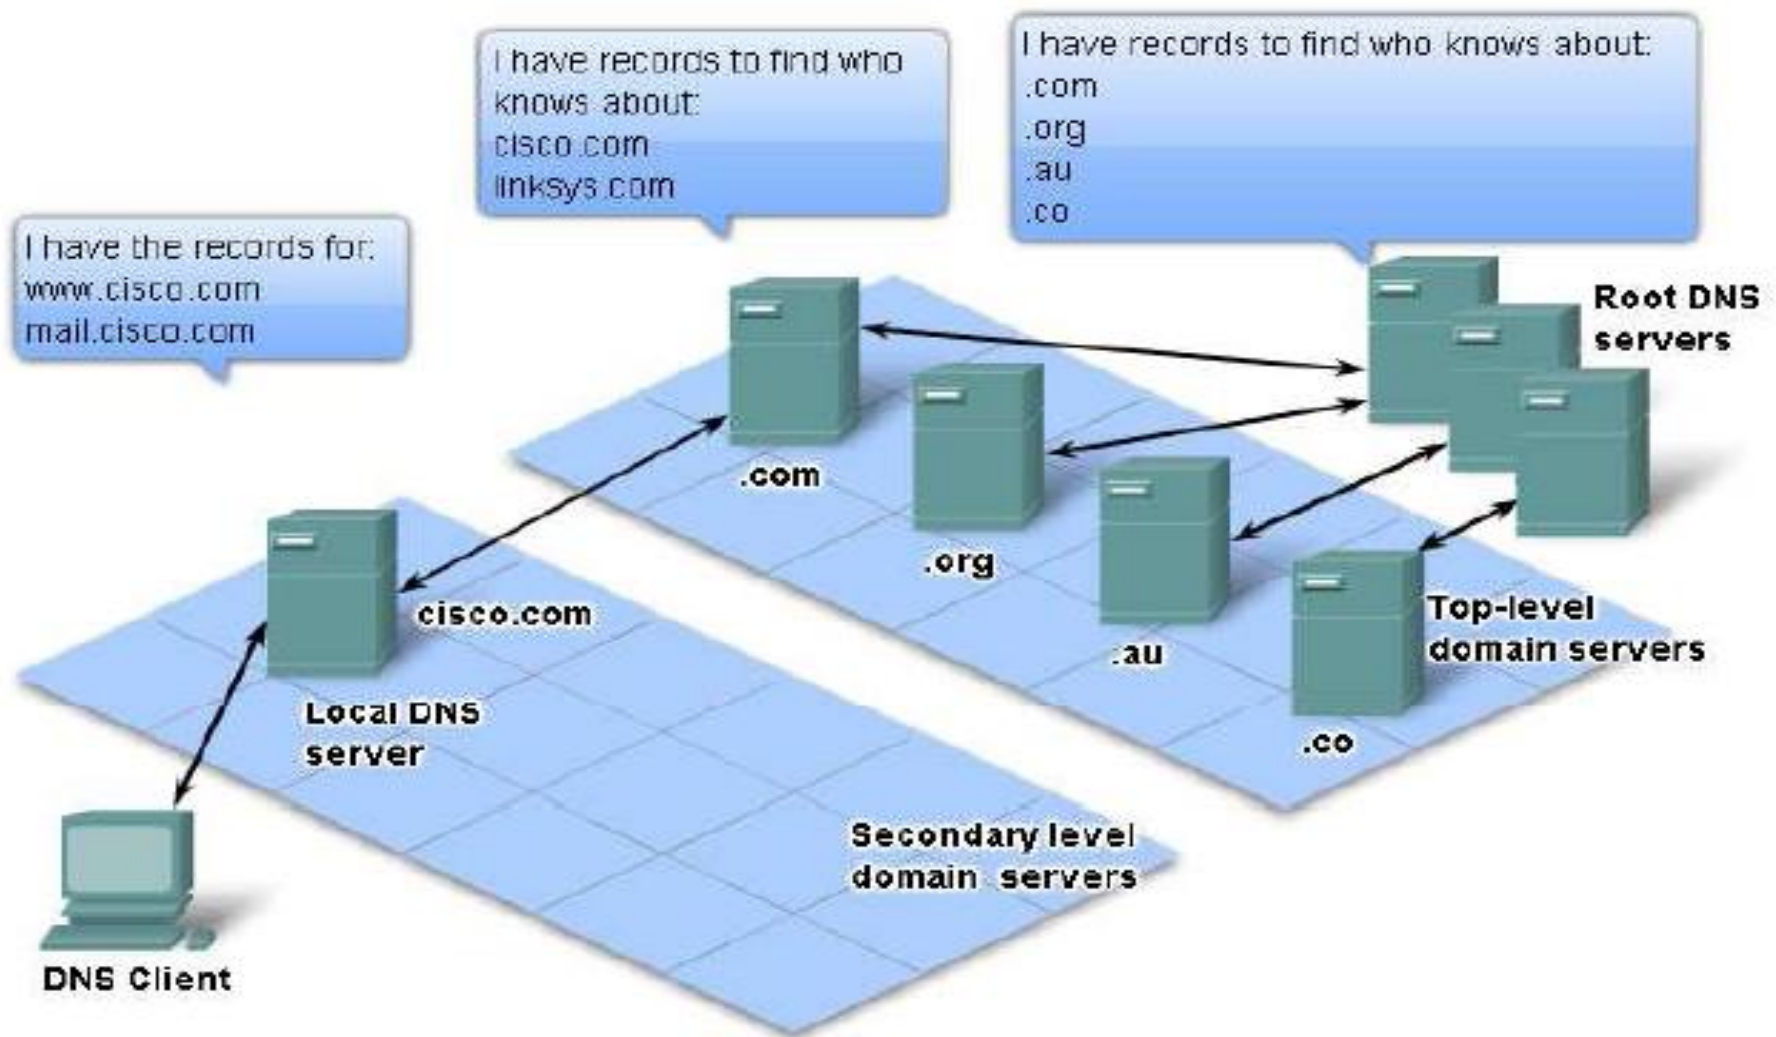 I have records to find who
knows about:
cisco.com
linksys.com
I have records to find who knows about:
.com
.org
.au
.co
I have the records for:
www.cisco.com
mail.cisco.com
Root DNS
servers
.com
.org
.au
.co
Top-level
domain servers
cisco.com
Local DNS
server
Secondary level
domain servers
DNS Client